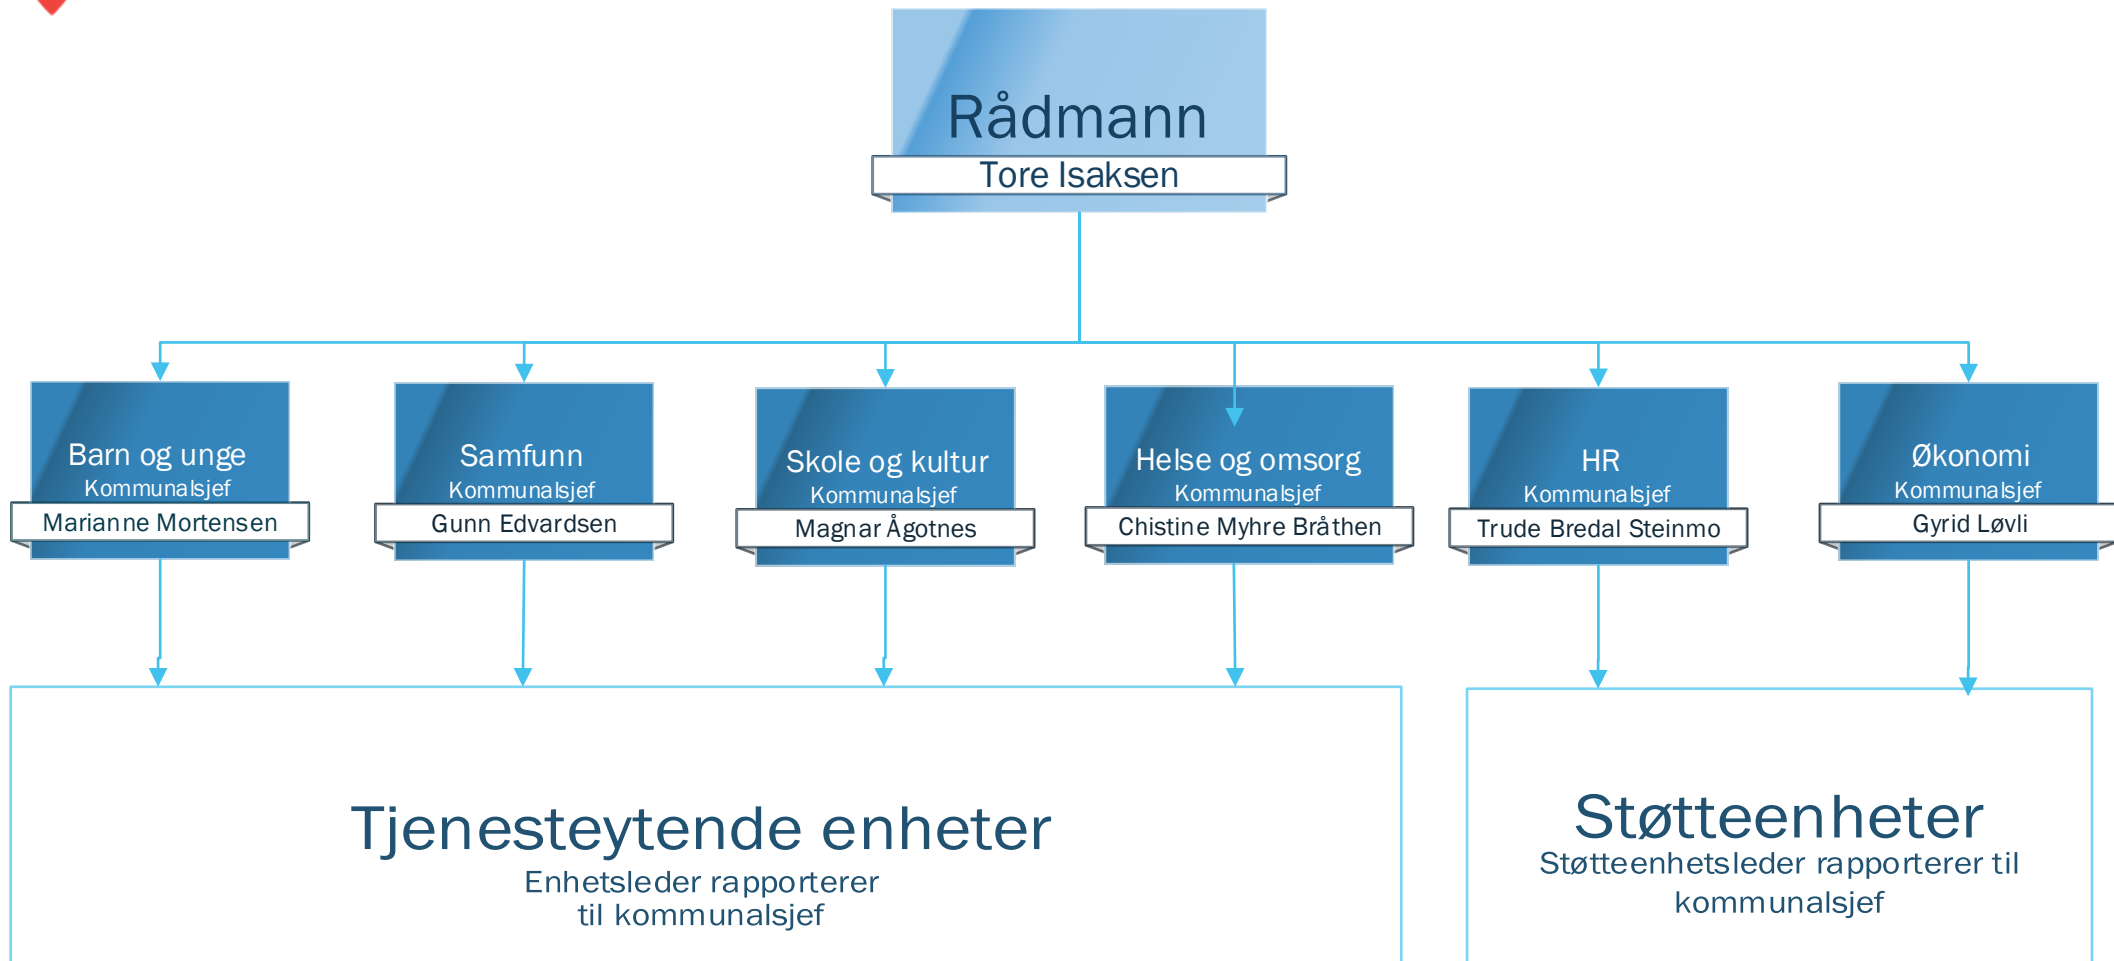 Rådmann
Tore Isaksen
Barn og unge
Kommunalsjef
Marianne Mortensen
Samfunn
Kommunalsjef
Gunn Edvardsen
Skole og kultur
Kommunalsjef
Magnar Ågotnes
Helse og omsorg
Kommunalsjef
Chistine Myhre Bråthen
HR
Kommunalsjef
Trude Bredal Steinmo
Økonomi
Kommunalsjef
Gyrid Løvli
Tjenesteytende enheter
Enhetsleder rapporterer
til kommunalsjef
Støtteenheter
Støtteenhetsleder rapporterer til
kommunalsjef